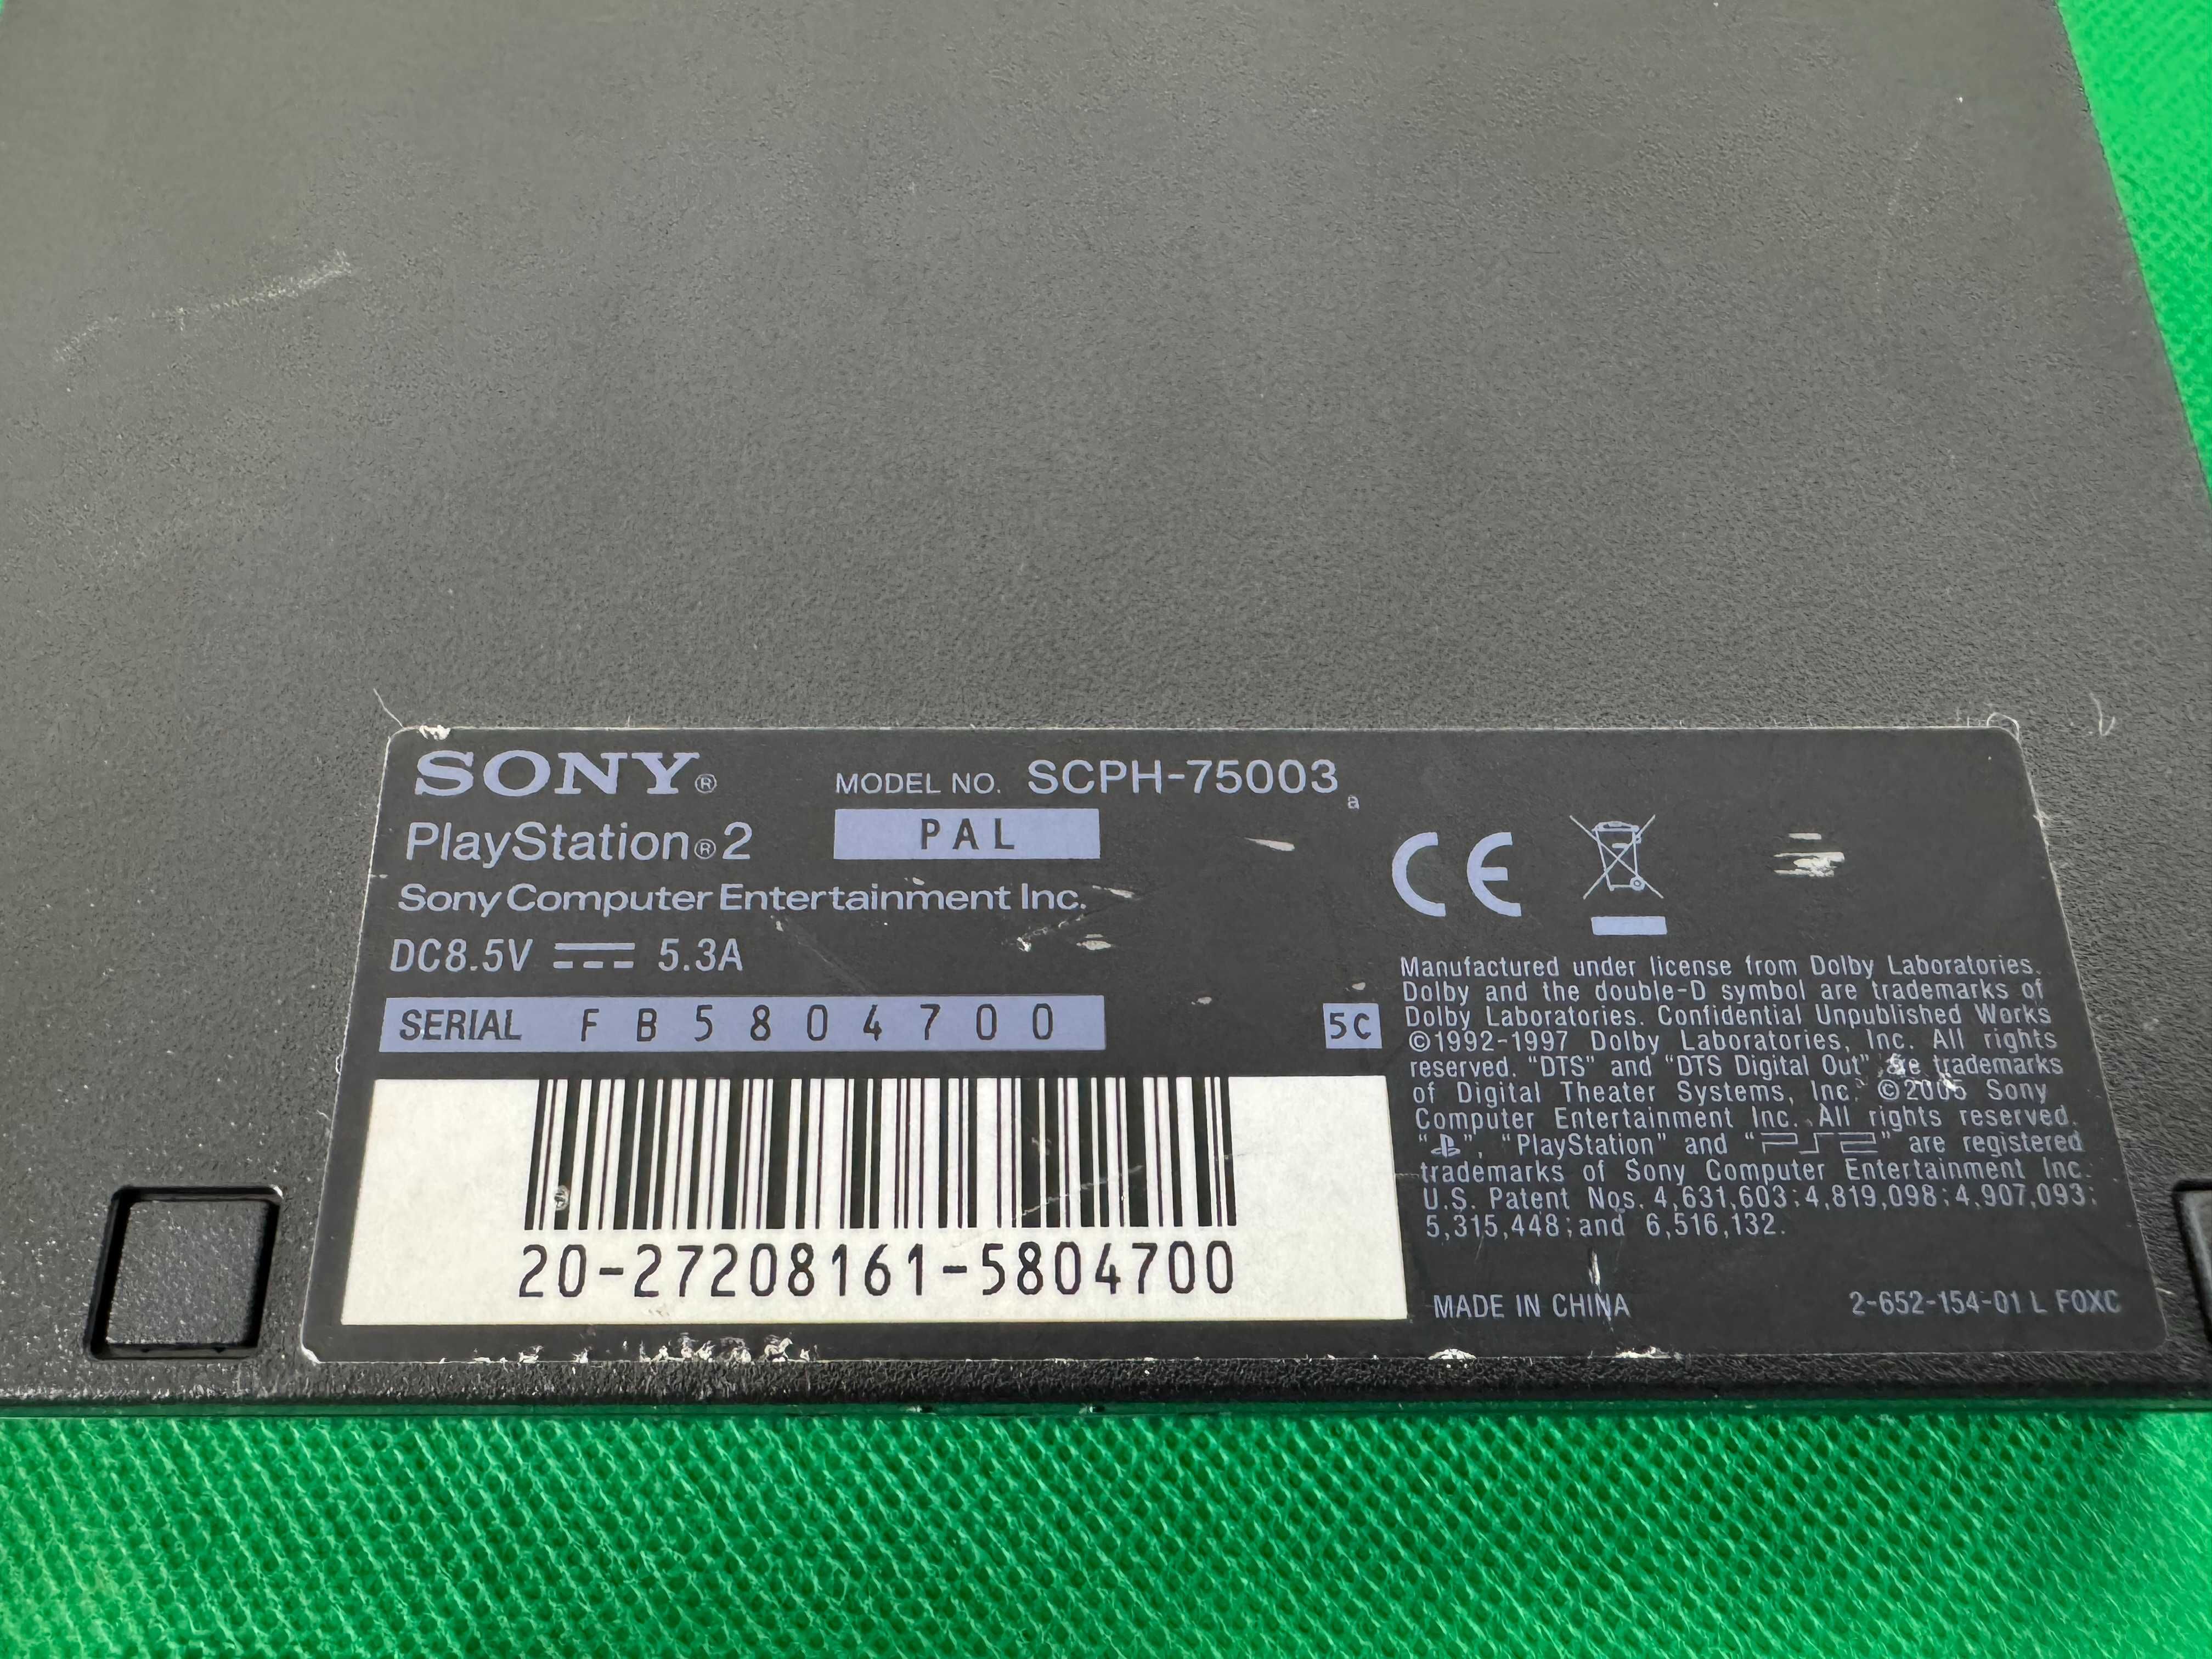 SONY®
MODEL NO. SCPH-75003 a
PlayStation®2
PAL
Sony Computer Entertainment Inc.
DC8.5V 5.3A
SERIAL FB5804700
5C
20-27208161-5804700
CE
Manufactured under license from Dolby Laboratories.
Dolby and the double-D symbol are trademarks of
Dolby Laboratories. Confidential Unpublished Works
©1992-1997 Dolby Laboratories, Inc. All rights
reserved. “DTS” and “DTS Digital Out” are trademarks
of Digital Theater Systems, Inc. ©2005 Sony
Computer Entertainment Inc. All rights reserved.
“ ”, “PlayStation” and “PS2” are registered
trademarks of Sony Computer Entertainment Inc.
U.S. Patent Nos. 4,631,603;4,819,098;4,907,093;
5,315,448;and 6,516,132.
MADE IN CHINA
2-652-154-01 L FOXC